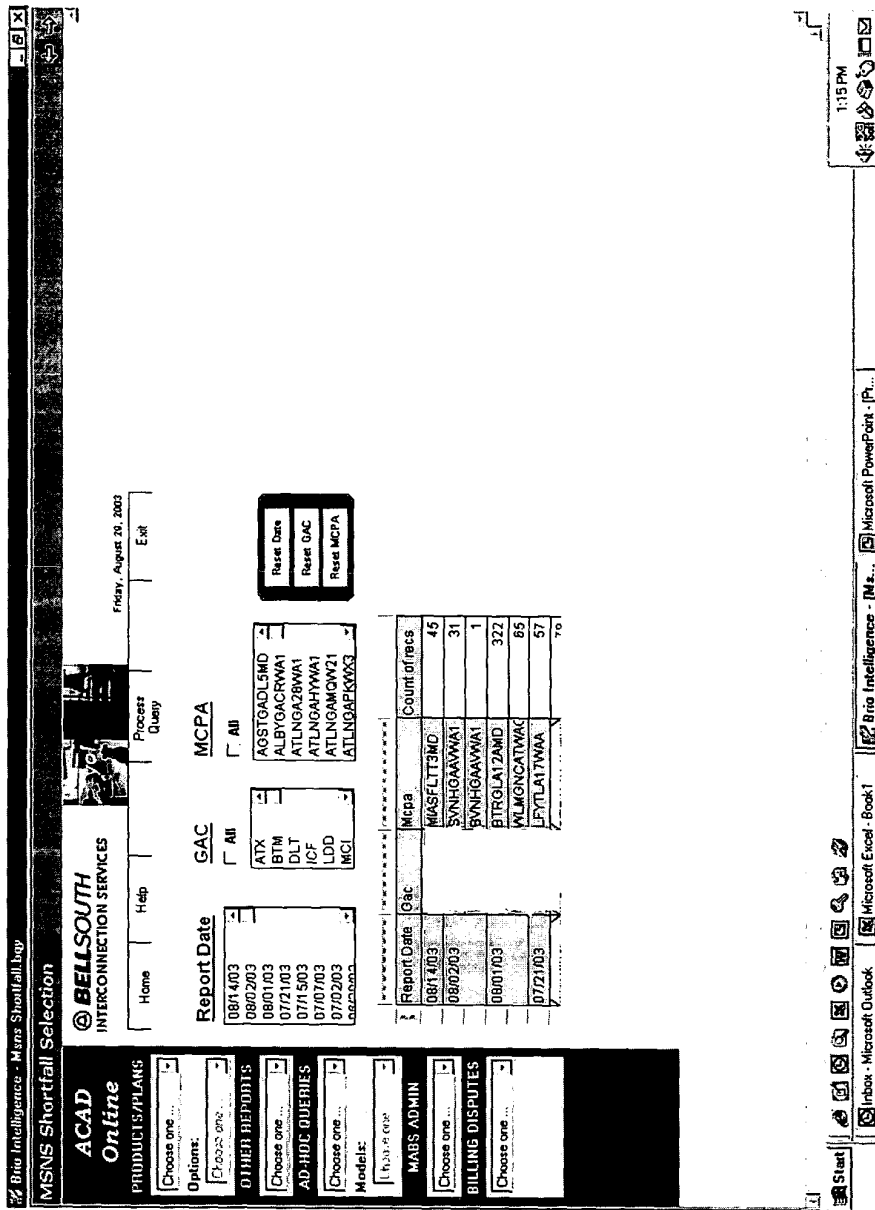 Brio Intelligence - Msns Shortfall.bqy
MSNS Shortfall Selection
ACAD
Online
PRODUCTS/PLANS
Choose one ...
Options:
Choose one ...
OTHER REPORTS
Choose one ...
AD-HOC QUERIES
Choose one ...
Models:
Choose one
MABS ADMIN
Choose one ...
BILLING DISPUTES
Choose one ...
BELLSOUTH
INTERCONNECTION SERVICES
Friday, August 29, 2003
Home
Help
Process
Query
Exit
Report Date
08/14/03
08/02/03
08/01/03
07/21/03
07/15/03
07/07/03
07/02/03
GAC
All
ATX
BTM
DLT
ICF
LDD
MCI
MCPA
All
AGSTGADL5MD
ALBYGACRWA1
ATLNGA28WA1
ATLNGAHYWA1
ATLNGAMQW21
ATLNGAPKWX3
Reset Date
Reset GAC
Reset MCPA
Report Date Gac Mcpa Count of recs
08/14/03 MIASFLTT3MD 45
08/02/03 SVNHGAAVWA1 31
BVNHGAAVWA1 1
08/01/03 BTRGLA12AMD 322
WLMGNCATWAC 65
07/21/03 LFYTLA17WAA 57
Start
Inbox - Microsoft Outlook
Microsoft Excel - Book1
Brio Intelligence - [Ms...
Microsoft PowerPoint - [Pr...
1:15 PM